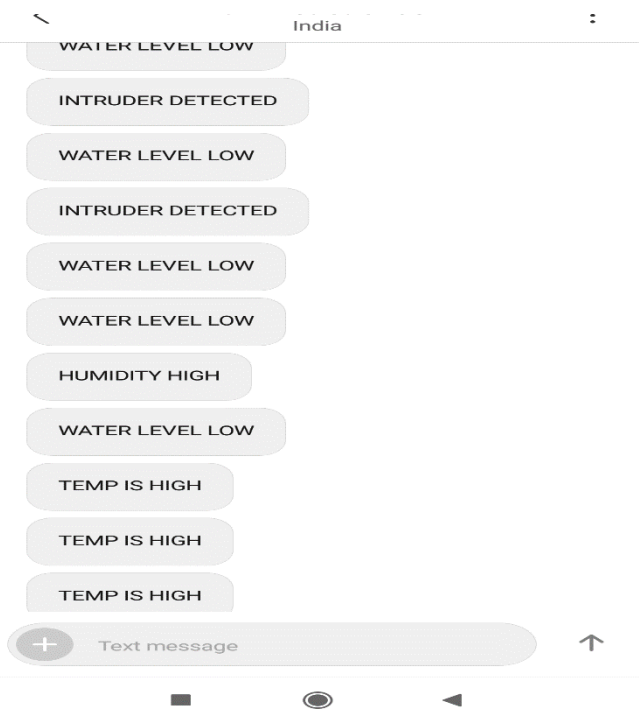 India
WATER LEVEL LOW
INTRUDER DETECTED
WATER LEVEL LOW
INTRUDER DETECTED
WATER LEVEL LOW
WATER LEVEL LOW
HUMIDITY HIGH
WATER LEVEL LOW
TEMP IS HIGH
TEMP IS HIGH
TEMP IS HIGH
Text message